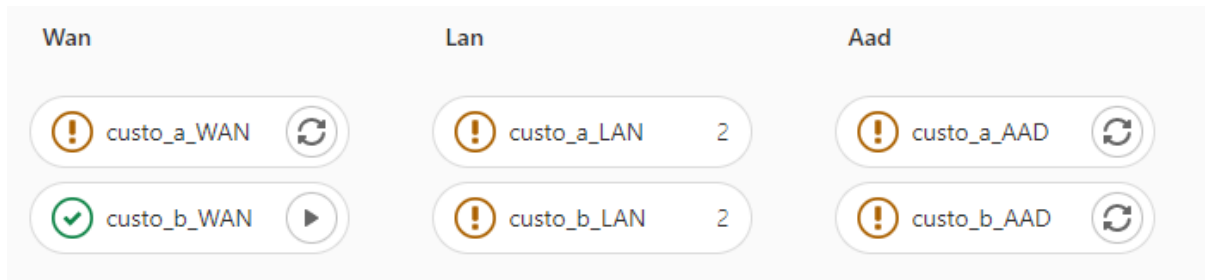 Wan
Lan
Aad
custo_a_WAN
custo_a_LAN 2
custo_a_AAD
custo_b_WAN
custo_b_LAN 2
custo_b_AAD